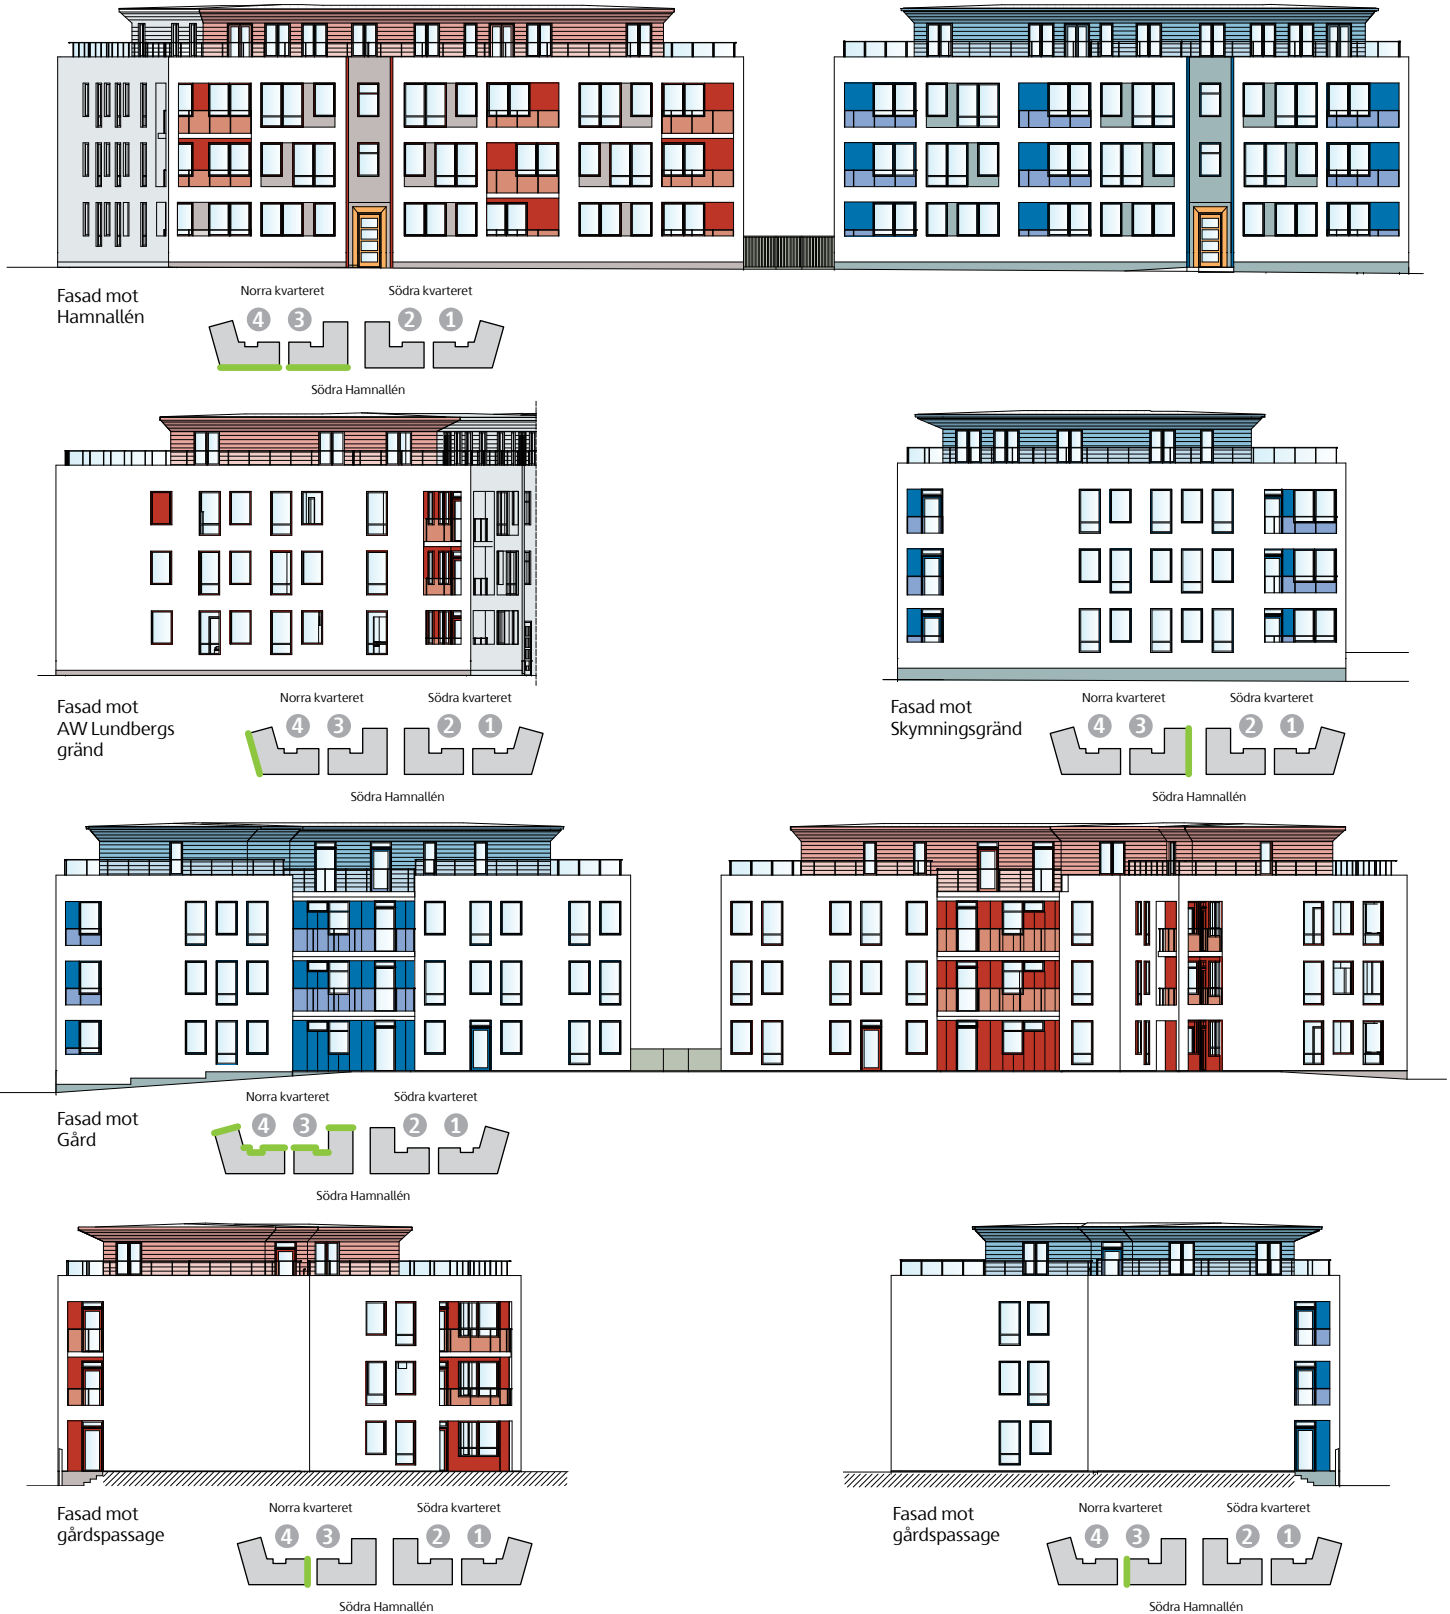 Fasad mot
Hamnallén
Norra kvarteret
Södra kvarteret
4 3 2 1
Södra Hamnallén
Fasad mot
AW Lundbergs
gränd
Norra kvarteret
Södra kvarteret
4 3 2 1
Södra Hamnallén
Fasad mot
Skymningsgränd
Norra kvarteret
Södra kvarteret
4 3 2 1
Södra Hamnallén
Fasad mot
Gård
Norra kvarteret
Södra kvarteret
4 3 2 1
Södra Hamnallén
Fasad mot
gårdspassage
Norra kvarteret
Södra kvarteret
4 3 2 1
Södra Hamnallén
Fasad mot
gårdspassage
Norra kvarteret
Södra kvarteret
4 3 2 1
Södra Hamnallén